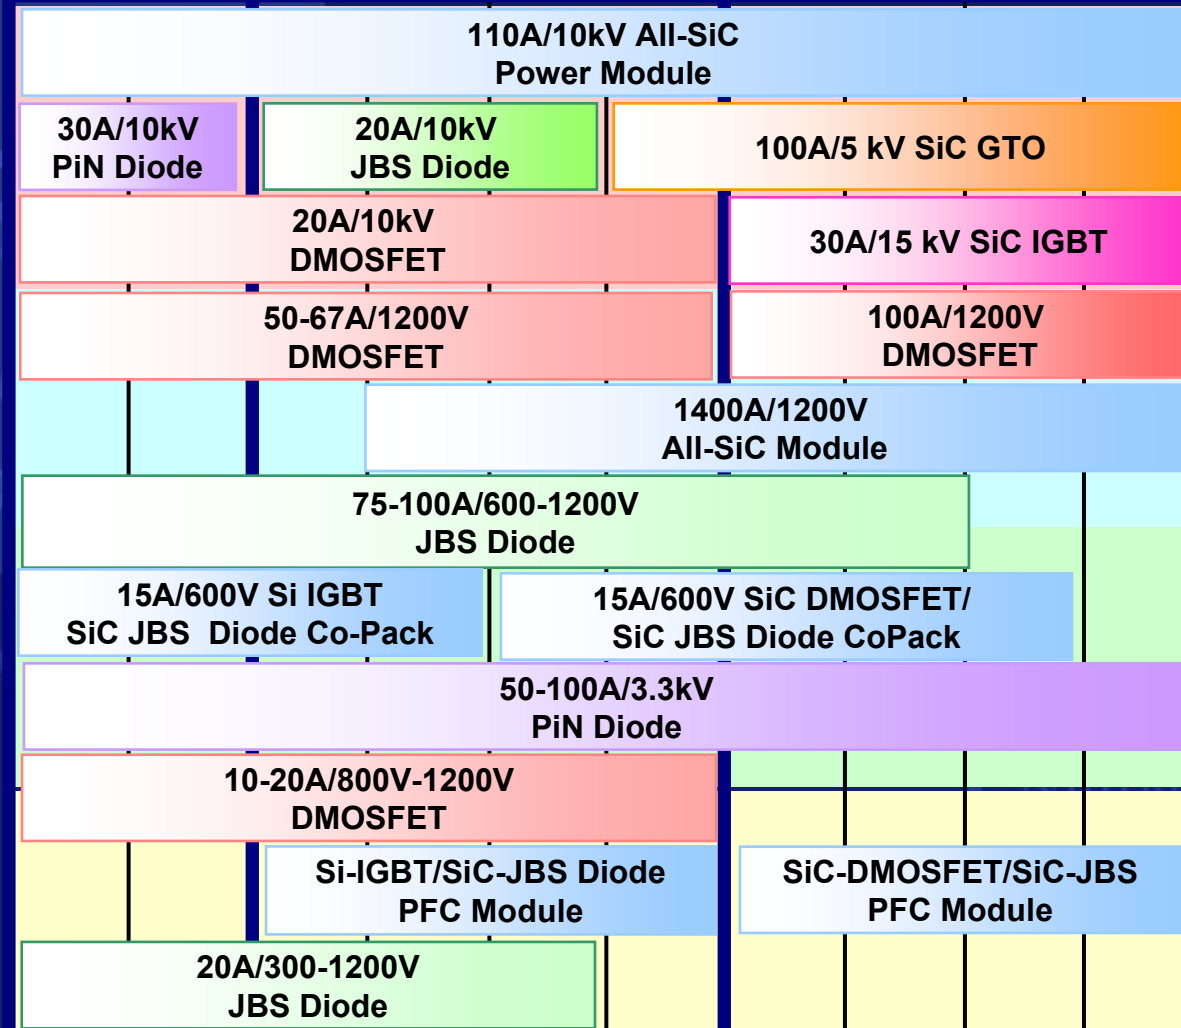 110A/10kV All-SiC
Power Module
30A/10kV
PiN Diode
20A/10kV
JBS Diode
100A/5 kV SiC GTO
20A/10kV
DMOSFET
30A/15 kV SiC IGBT
50-67A/1200V
DMOSFET
100A/1200V
DMOSFET
1400A/1200V
All-SiC Module
75-100A/600-1200V
JBS Diode
15A/600V Si IGBT
SiC JBS  Diode Co-Pack
15A/600V SiC DMOSFET/
SiC JBS Diode CoPack
50-100A/3.3kV
PiN Diode
10-20A/800V-1200V
DMOSFET
Si-IGBT/SiC-JBS Diode
PFC Module
SiC-DMOSFET/SiC-JBS
PFC Module
20A/300-1200V
JBS Diode